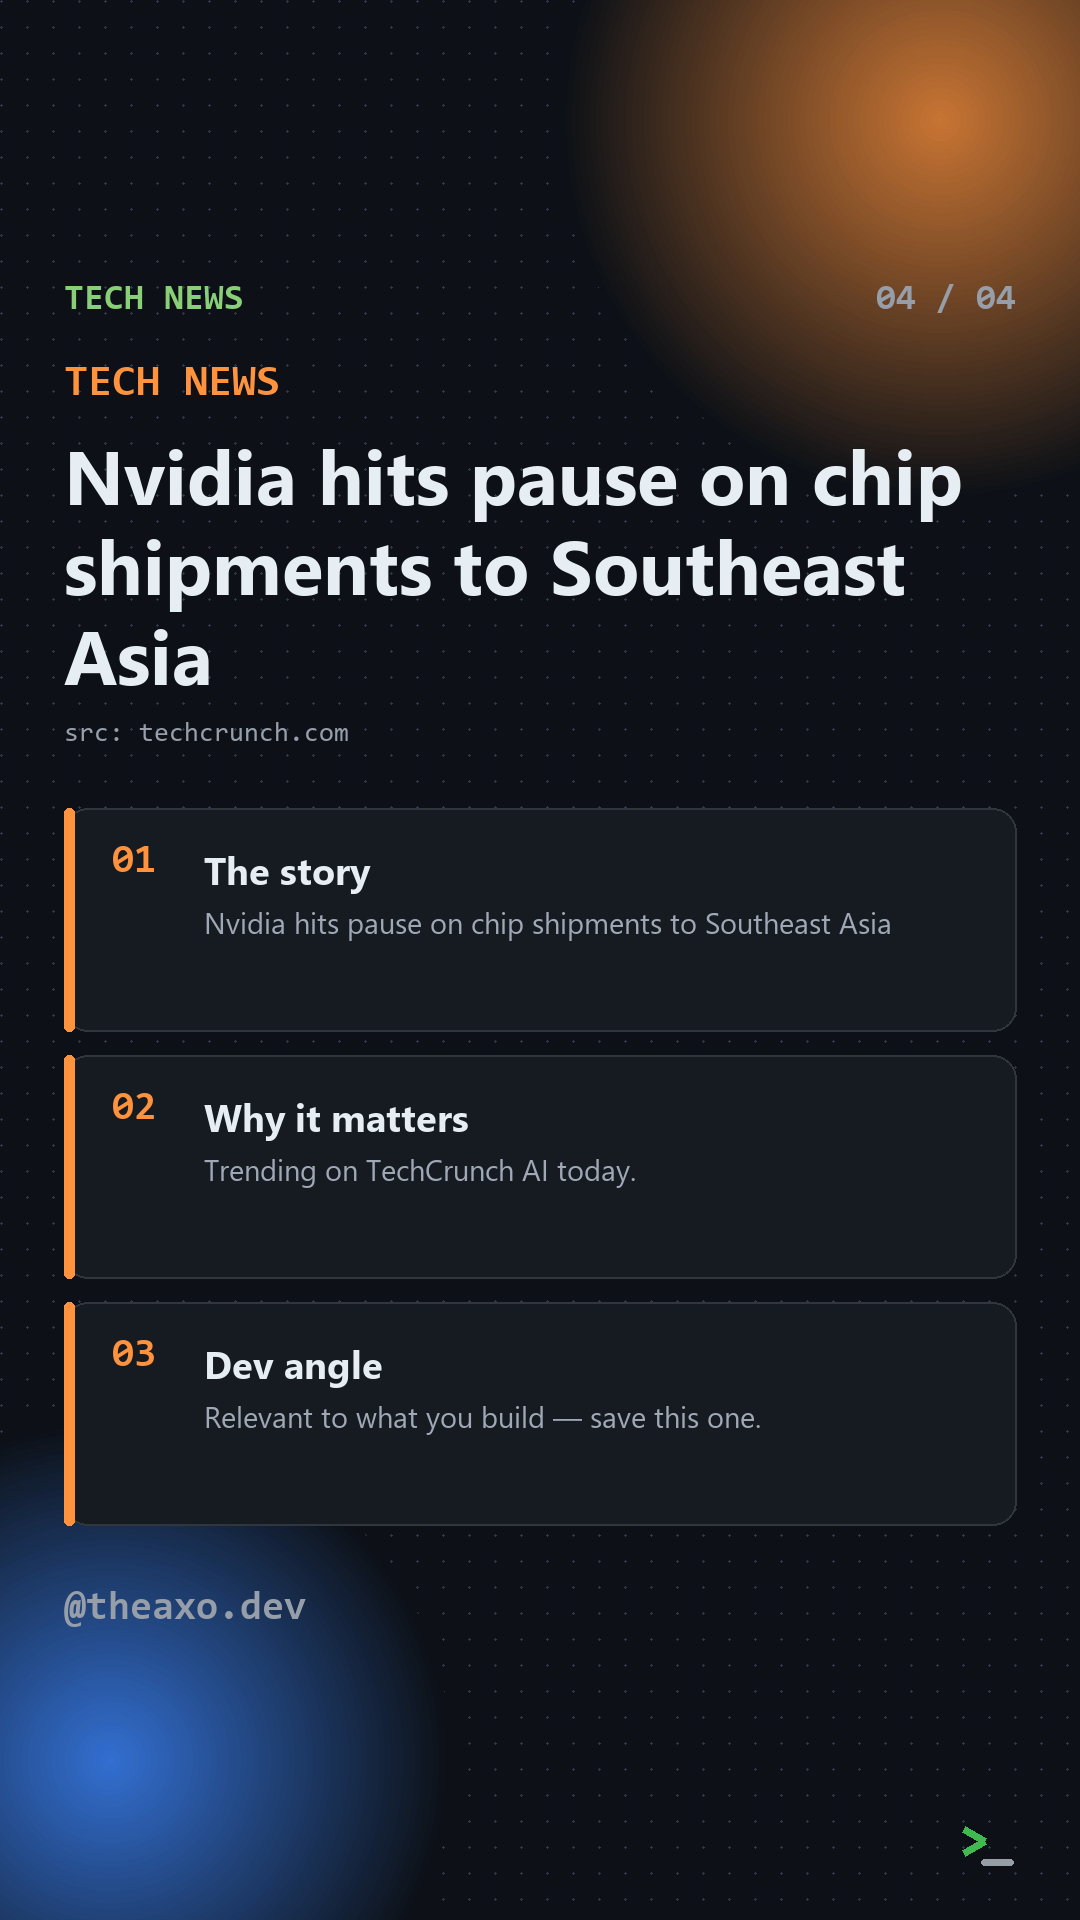 TECH NEWS
04 / 04
TECH NEWS
Nvidia hits pause on chip
shipments to Southeast
Asia
src: techcrunch.com
01
The story
Nvidia hits pause on chip shipments to Southeast Asia
02
Why it matters
Trending on TechCrunch AI today.
03
Dev angle
Relevant to what you build — save this one.
@theaxo.dev
>_